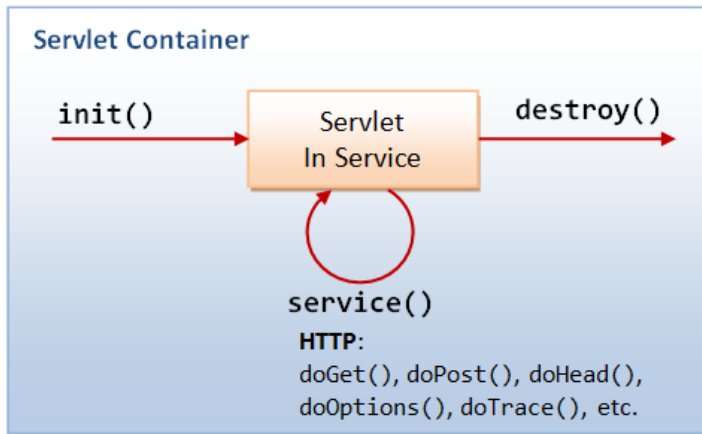 Servlet Container
init()
destroy()
Servlet
In Service
service()
HTTP:
doGet(), doPost(), doHead(),
doOptions(), doTrace(), etc.